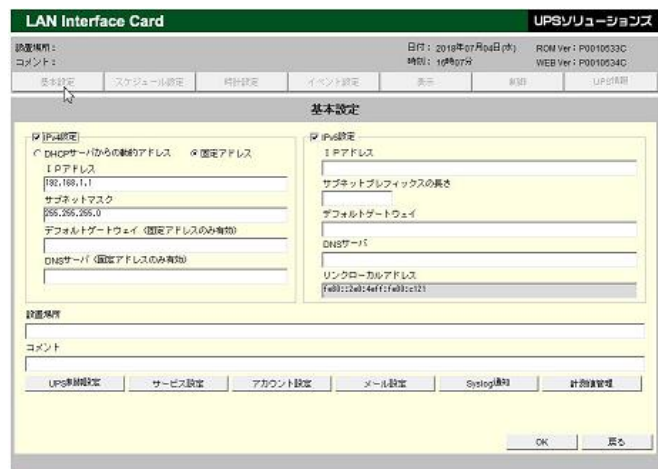 LAN Interface Card
UPSソリューションズ
設置場所：
コメント：
日付： 2018年07月04日(水)
時刻： 16時07分
ROM Ver： P0010533C
WEB Ver： P0010534C
基本設定 スケジュール設定 時計設定 イベント設定 表示 制御 UPS情報
基本設定
IPv4設定
DHCPサーバからの動的アドレス 固定アドレス
IPアドレス
192.168.1.1
サブネットマスク
255.255.255.0
デフォルトゲートウェイ（固定アドレスのみ有効）
DNSサーバ（固定アドレスのみ有効）
IPv6設定
IPアドレス
サブネットプレフィックスの長さ
デフォルトゲートウェイ
DNSサーバ
リンクローカルアドレス
fe80::2e0:4eff:fe00:c121
設置場所
コメント
UPS制御設定 サービス設定 アカウント設定 メール設定 Syslog通知 計測値管理
OK 戻る